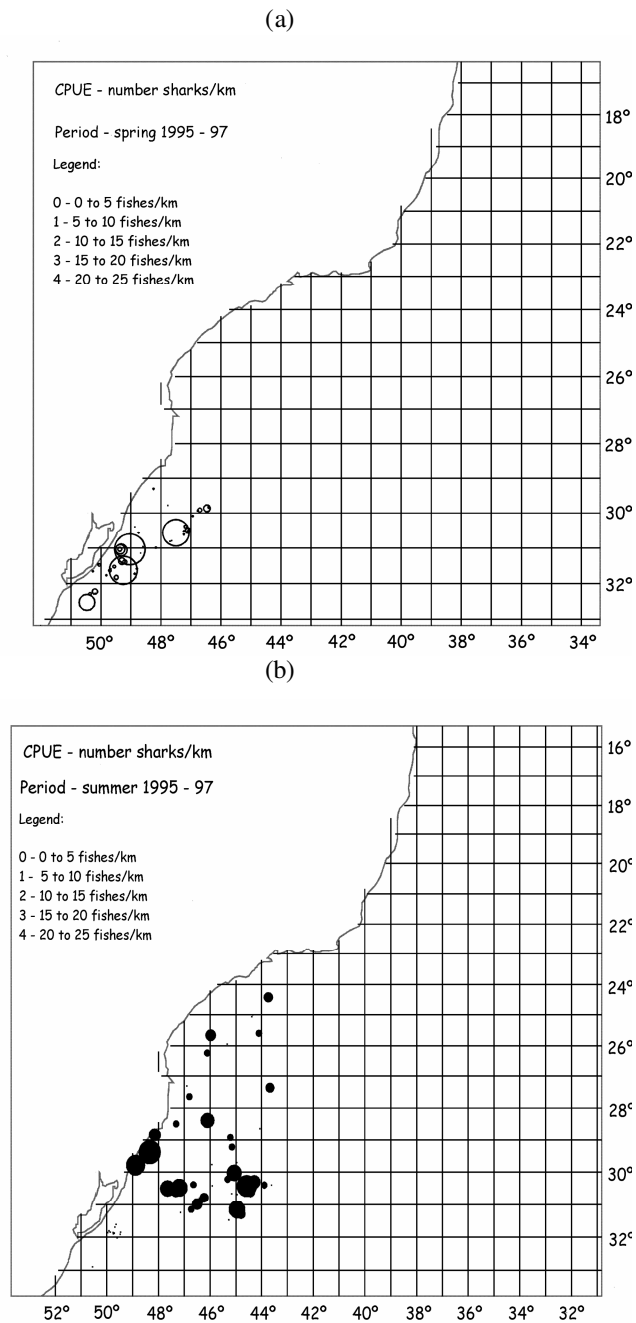 (a)
CPUE - number sharks/km
Period - spring 1995 - 97
Legend:
0 - 0 to 5 fishes/km
1 - 5 to 10 fishes/km
2 - 10 to 15 fishes/km
3 - 15 to 20 fishes/km
4 - 20 to 25 fishes/km
18°
20°
22°
24°
26°
28°
30°
32°
50° 48° 46° 44° 42° 40° 38° 36° 34°
(b)
CPUE - number sharks/km
Period - summer 1995 - 97
Legend:
0 - 0 to 5 fishes/km
1 - 5 to 10 fishes/km
2 - 10 to 15 fishes/km
3 - 15 to 20 fishes/km
4 - 20 to 25 fishes/km
16°
18°
20°
22°
24°
26°
28°
30°
32°
52° 50° 48° 46° 44° 42° 40° 38° 36° 34° 32°